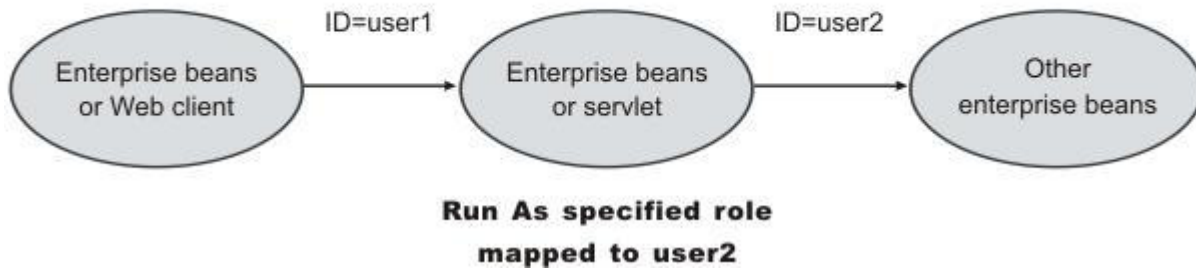 ID=user1
ID=user2
Enterprise beans
or Web client
Enterprise beans
or servlet
Other
enterprise beans
Run As specified role
mapped to user2